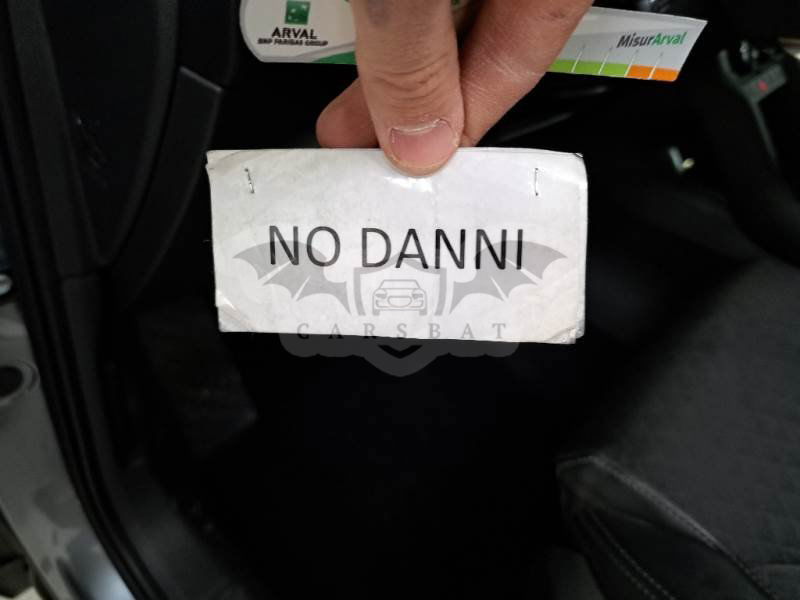 ARVAL
BNP PARIBAS GROUP
MisurArval
NO DANNI
CARSBAT